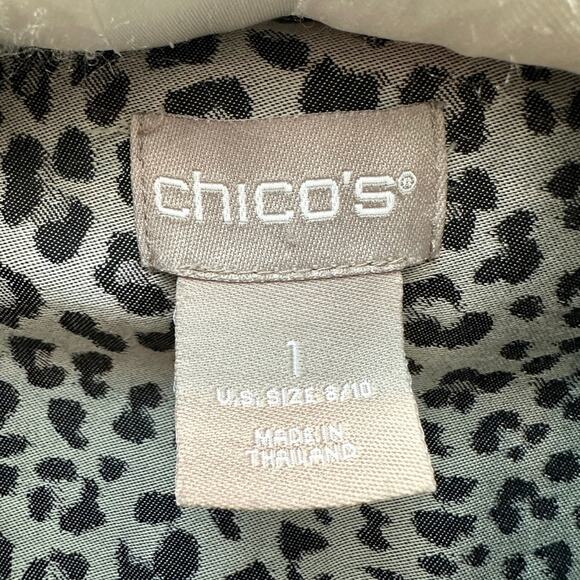 chico's®
1
U.S. SIZE 8/10
MADE IN
THAILAND